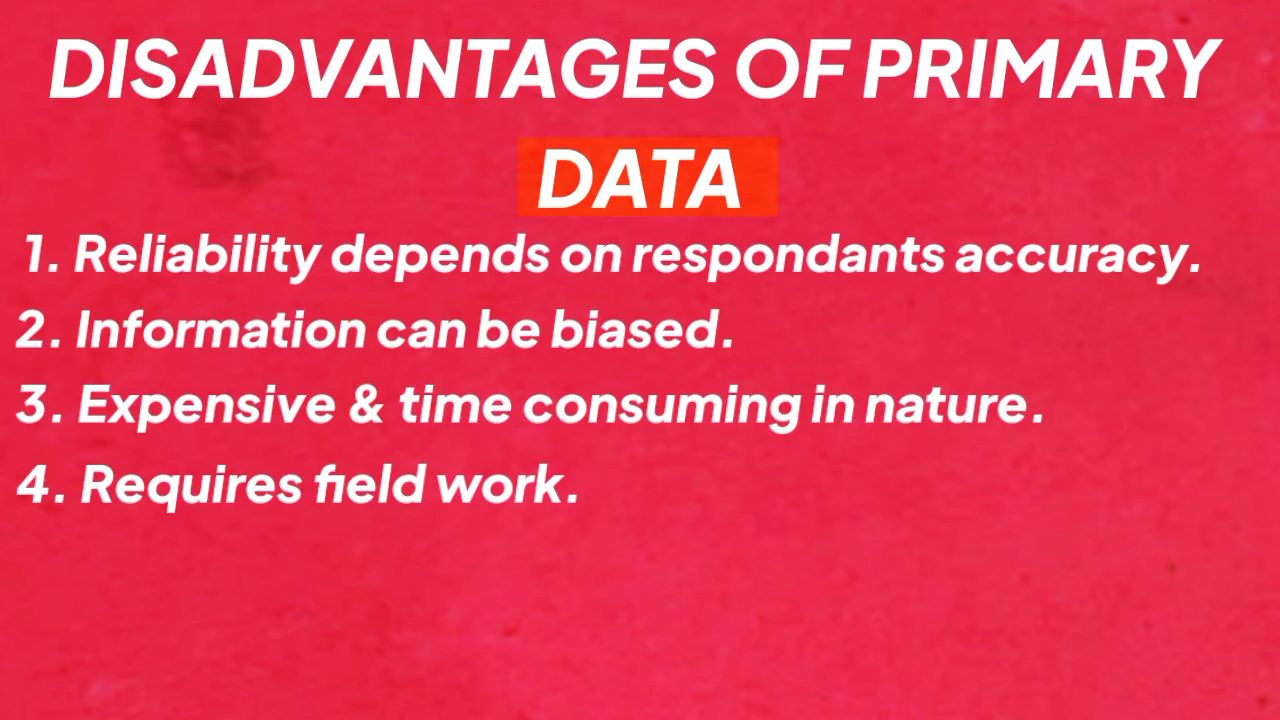 DISADVANTAGES OF PRIMARY
DATA
1. Reliability depends on respondants accuracy.
2. Information can be biased.
3. Expensive & time consuming in nature.
4. Requires field work.